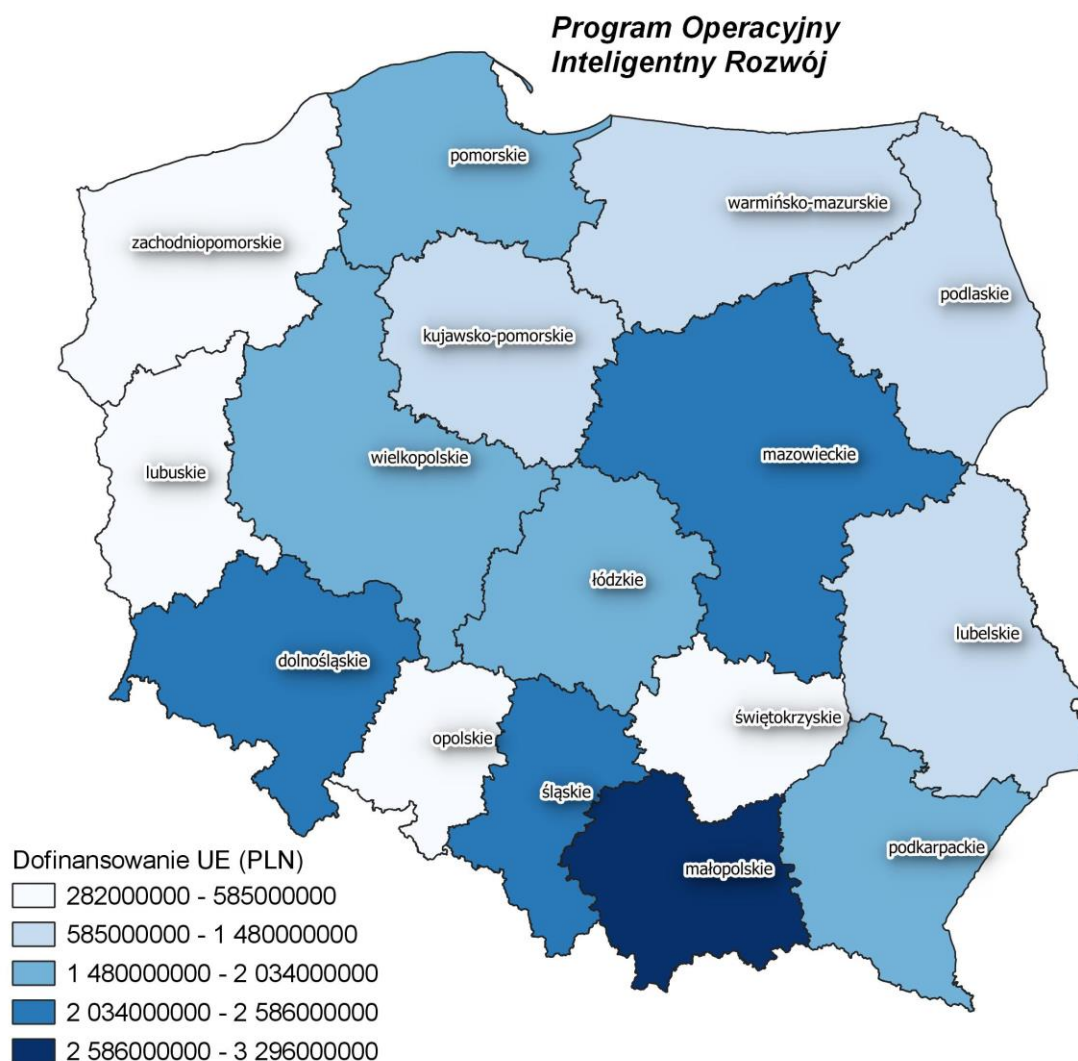 Program Operacyjny
Inteligentny Rozwój
pomorskie
warmińsko-mazurskie
zachodniopomorskie
podlaskie
kujawsko-pomorskie
mazowieckie
wielkopolskie
lubuskie
łódzkie
lubelskie
dolnośląskie
świętokrzyskie
opolskie
śląskie
podkarpackie
małopolskie
Dofinansowanie UE (PLN)
282000000 - 585000000
585000000 - 1 480000000
1 480000000 - 2 034000000
2 034000000 - 2 586000000
2 586000000 - 3 296000000